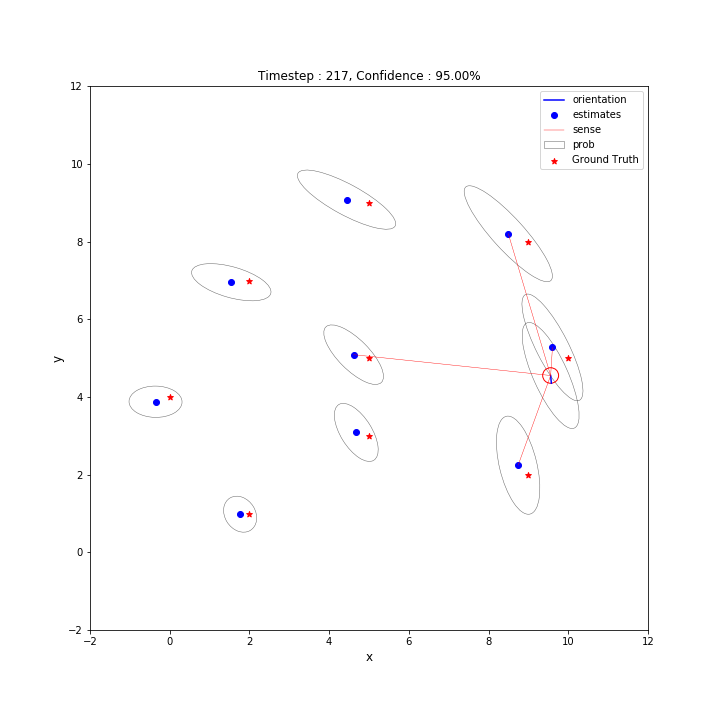 Timestep : 217, Confidence : 95.00%
orientation
estimates
sense
prob
Ground Truth
12
10
8
6
4
2
0
−2
y
−2 0 2 4 6 8 10 12
x